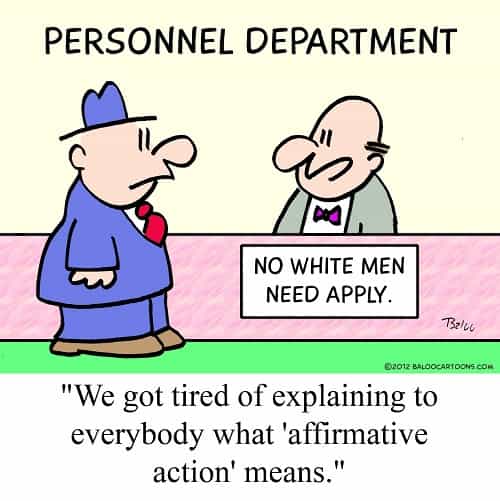 PERSONNEL DEPARTMENT
NO WHITE MEN
NEED APPLY.
Baloo
©2012 BALOOCARTOONS.COM
"We got tired of explaining to
everybody what 'affirmative
action' means."